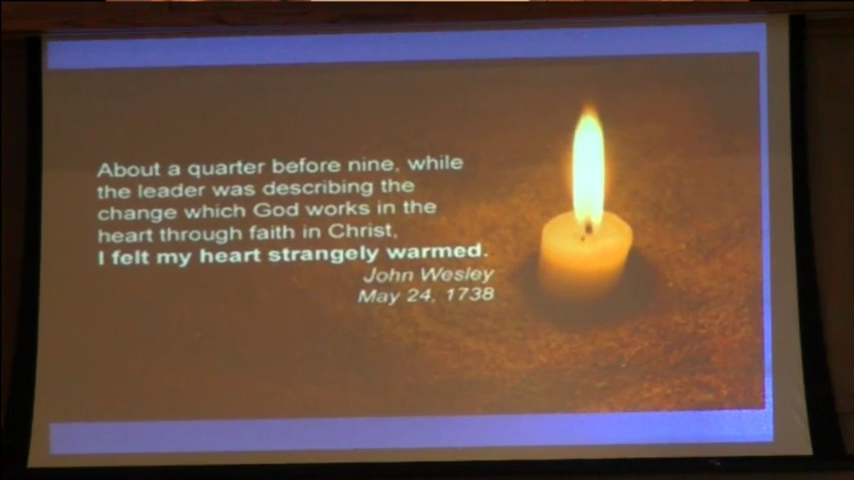 About a quarter before nine, while
the leader was describing the
change which God works in the
heart through faith in Christ,
I felt my heart strangely warmed.
John Wesley
May 24, 1738